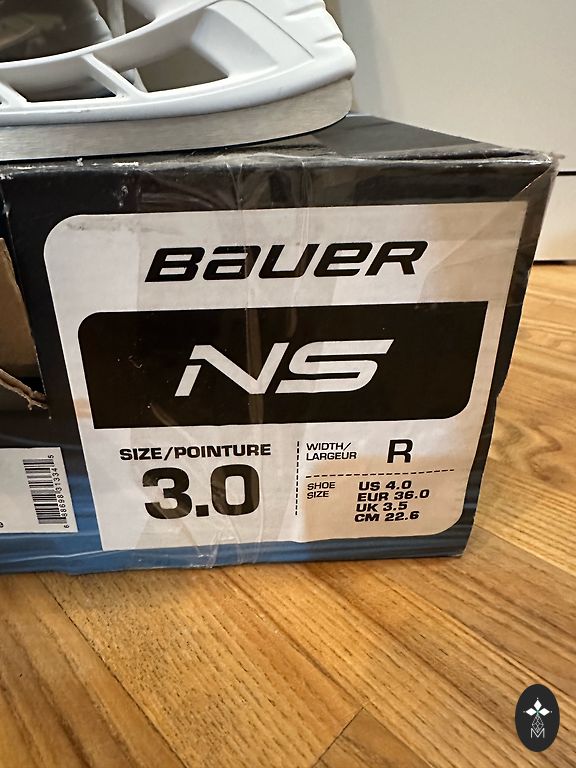 BAUER
NS
SIZE/POINTURE
3.0
WIDTH/
LARGEUR
R
SHOE
SIZE
US 4.0
EUR 36.0
UK 3.5
CM 22.6
M